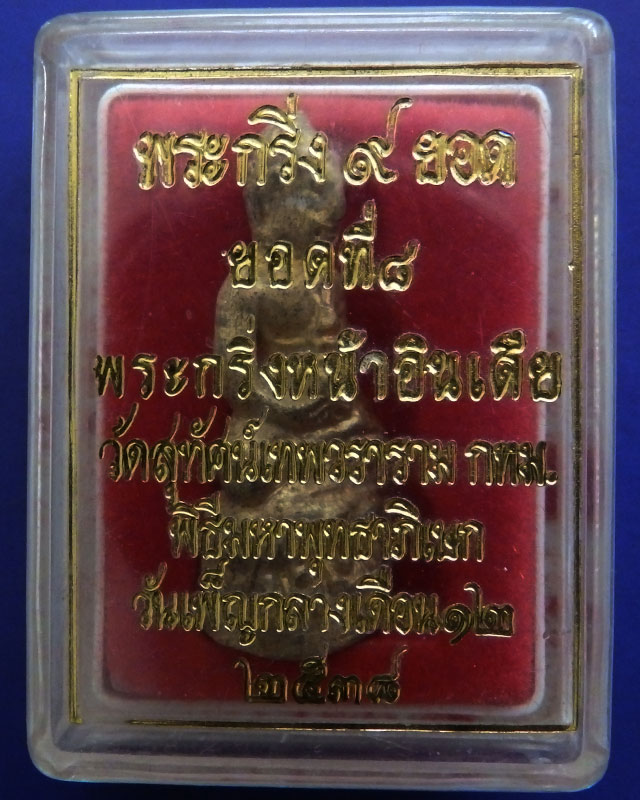 พระกริ่ง ๙ ยอด
ยอดที่๘
พระกริ่งหน้าอินเดีย
วัดสุทัศน์เทพวราราม กทม.
พิธีมหาพุทธาภิเษก
วันเพ็ญกลางเดือน๑๒
๒๕๓๘